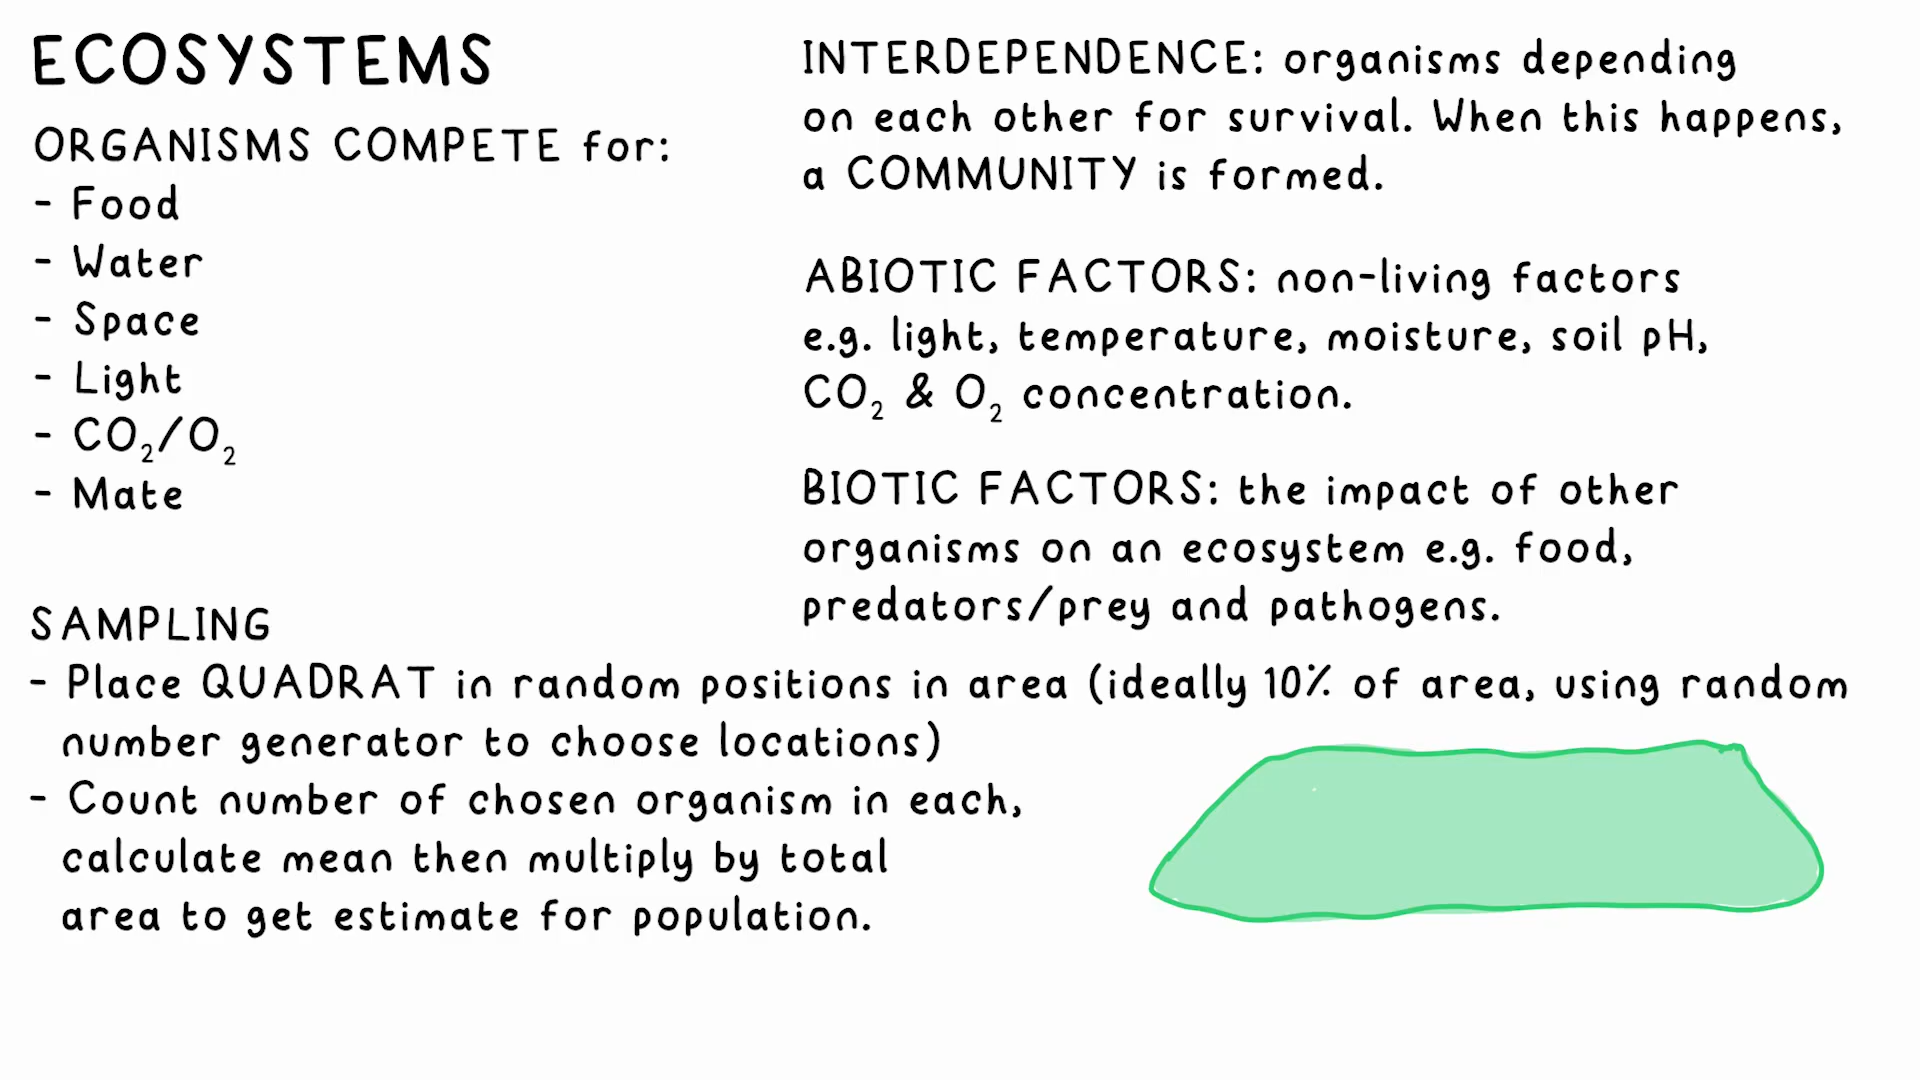 ECOSYSTEMS
ORGANISMS COMPETE for:
- Food
- Water
- Space
- Light
- CO₂/O₂
- Mate
INTERDEPENDENCE: organisms depending
on each other for survival. When this happens,
a COMMUNITY is formed.
ABIOTIC FACTORS: non-living factors
e.g. light, temperature, moisture, soil pH,
CO₂ & O₂ concentration.
BIOTIC FACTORS: the impact of other
organisms on an ecosystem e.g. food,
predators/prey and pathogens.
SAMPLING
- Place QUADRAT in random positions in area (ideally 10% of area, using random
number generator to choose locations)
- Count number of chosen organism in each,
calculate mean then multiply by total
area to get estimate for population.